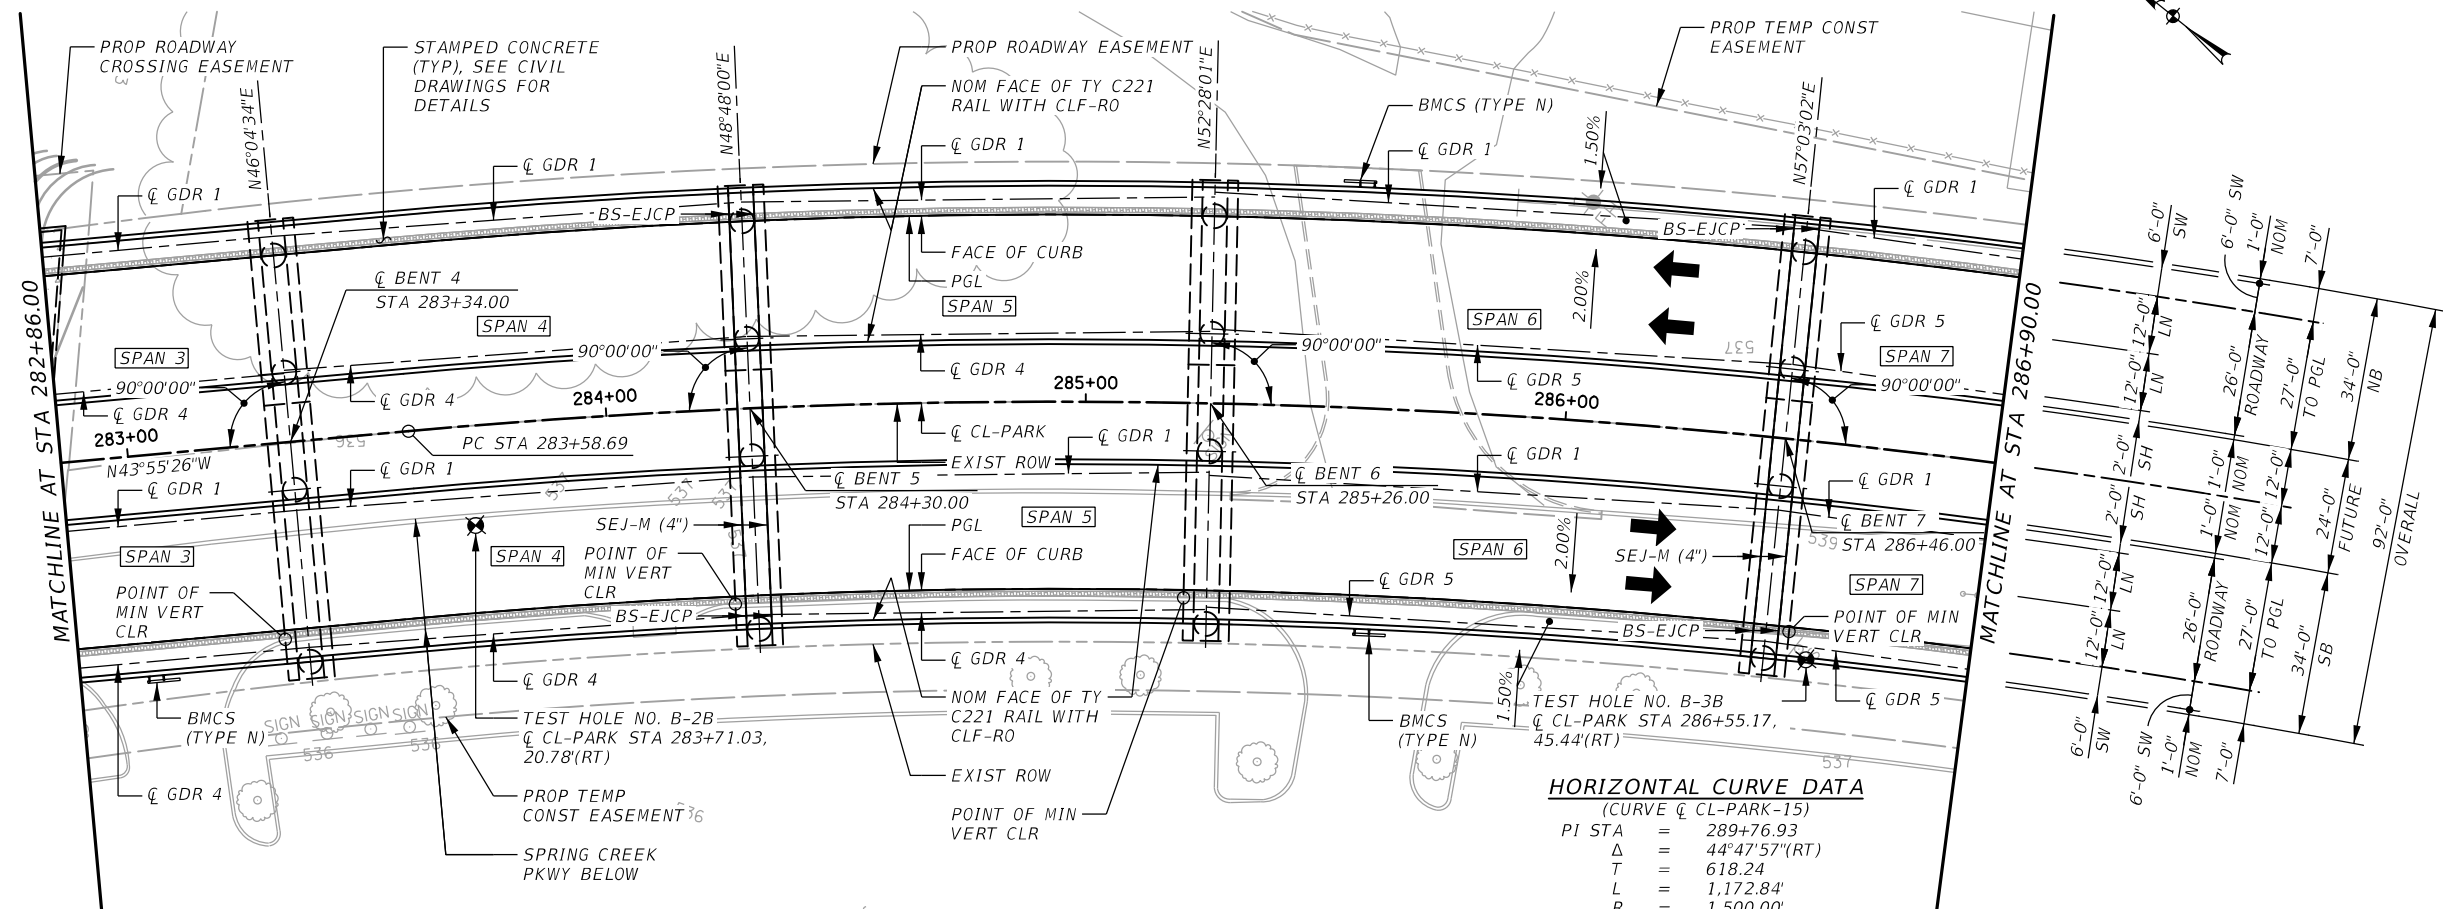 PROP ROADWAY
CROSSING EASEMENT
STAMPED CONCRETE
(TYP), SEE CIVIL
DRAWINGS FOR
DETAILS
PROP ROADWAY EASEMENT
NOM FACE OF TY C221
RAIL WITH CLF-RO
PROP TEMP CONST
EASEMENT
BMCS (TYPE N)
N46°04'34"E
N48°48'00"E
N52°28'01"E
N57°03'02"E
1.50%
℄ GDR 1
℄ GDR 1
℄ GDR 1
℄ GDR 1
℄ GDR 1
BS-EJCP
BS-EJCP
FACE OF CURB
PGL
℄ BENT 4
STA 283+34.00
SPAN 3
SPAN 4
SPAN 5
SPAN 6
SPAN 7
2.00%
90°00'00"
90°00'00"
90°00'00"
90°00'00"
℄ GDR 4
℄ GDR 4
℄ GDR 4
℄ GDR 5
℄ GDR 5
537
283+00
284+00
285+00
286+00
MATCHLINE AT STA 282+86.00
MATCHLINE AT STA 286+90.00
N43°55'26"W
536
PC STA 283+58.69
℄ CL-PARK
EXIST ROW
℄ GDR 1
℄ GDR 1
℄ GDR 1
℄ GDR 1
℄ GDR 1
℄ BENT 5
STA 284+30.00
℄ BENT 6
STA 285+26.00
℄ BENT 7
STA 286+46.00
537
537
537
539
SEJ-M (4")
SEJ-M (4")
PGL
FACE OF CURB
SPAN 3
SPAN 4
SPAN 5
SPAN 6
SPAN 7
2.00%
POINT OF
MIN VERT
CLR
POINT OF
MIN VERT
CLR
BS-EJCP
BS-EJCP
℄ GDR 5
POINT OF MIN
VERT CLR
℄ GDR 4
℄ GDR 4
℄ GDR 4
℄ GDR 5
BMCS
(TYPE N)
SIGN SIGN SIGN SIGN
536
536
TEST HOLE NO. B-2B
℄ CL-PARK STA 283+71.03,
20.78'(RT)
NOM FACE OF TY
C221 RAIL WITH
CLF-RO
EXIST ROW
BMCS
(TYPE N)
1.50%
TEST HOLE NO. B-3B
℄ CL-PARK STA 286+55.17,
45.44'(RT)
537
PROP TEMP
CONST EASEMENT
POINT OF MIN
VERT CLR
SPRING CREEK
PKWY BELOW
HORIZONTAL CURVE DATA
(CURVE ℄ CL-PARK-15)
PI STA = 289+76.93
Δ = 44°47'57"(RT)
T = 618.24
L = 1,172.84'
R = 1,500.00'
6'-0" SW
6'-0" SW
1'-0" NOM
7'-0"
12'-0" LN
12'-0" LN
26'-0" ROADWAY
27'-0" TO PGL
34'-0" NB
2'-0" SH
1'-0" NOM
12'-0"
2'-0" SH
1'-0" NOM
12'-0"
24'-0" FUTURE
92'-0" OVERALL
12'-0" LN
12'-0" LN
26'-0" ROADWAY
27'-0" TO PGL
34'-0" SB
6'-0" SW
6'-0" SW
1'-0" NOM
7'-0"